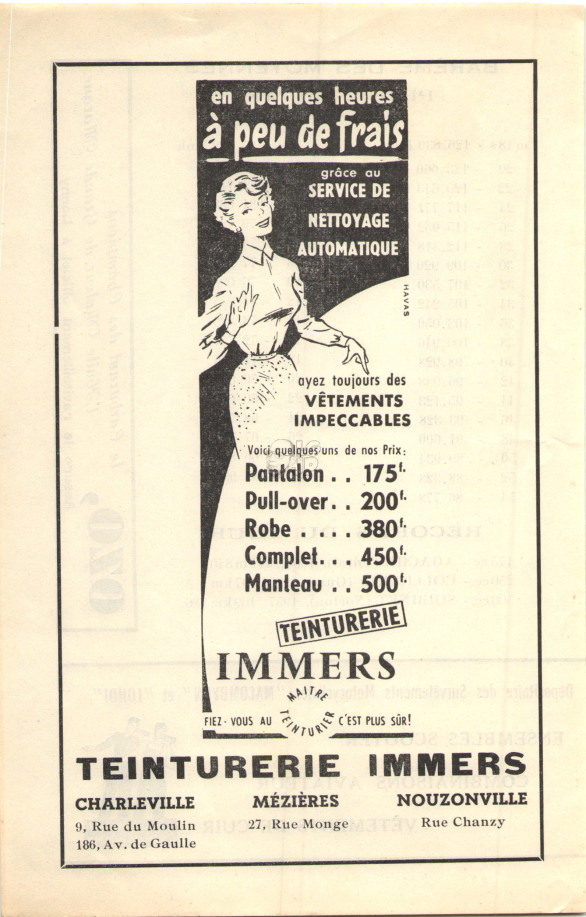 en quelques heures
à peu de frais
grâce au
SERVICE DE
NETTOYAGE
AUTOMATIQUE
HAVAS
ayez toujours des
VÊTEMENTS
IMPECCABLES
Voici quelques uns de nos Prix:
Pantalon . . 175f.
Pull-over . . 200f.
Robe . . . . 380f.
Complet . . 450f.
Manteau . . 500f.
TEINTURERIE
IMMERS
FIEZ-VOUS AU MAITRE TEINTURIER C'EST PLUS SÛR!
TEINTURERIE IMMERS
CHARLEVILLE MÉZIÈRES NOUZONVILLE
9, Rue du Moulin 27, Rue Monge Rue Chanzy
186, Av. de Gaulle